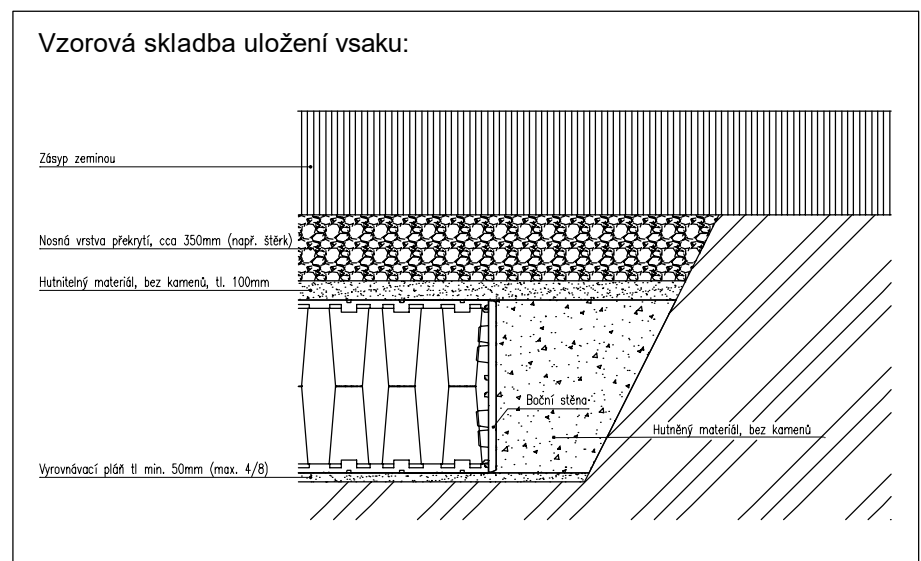 Vzorová skladba uložení vsaku:
Zásyp zeminou
Nosná vrstva překrytí, cca 350mm (např. štěrk)
Hutnitelný materiál, bez kamenů, tl. 100mm
Boční stěna
Hutněný materiál, bez kamenů
Vyrovnávací pláň tl min. 50mm (max. 4/8)